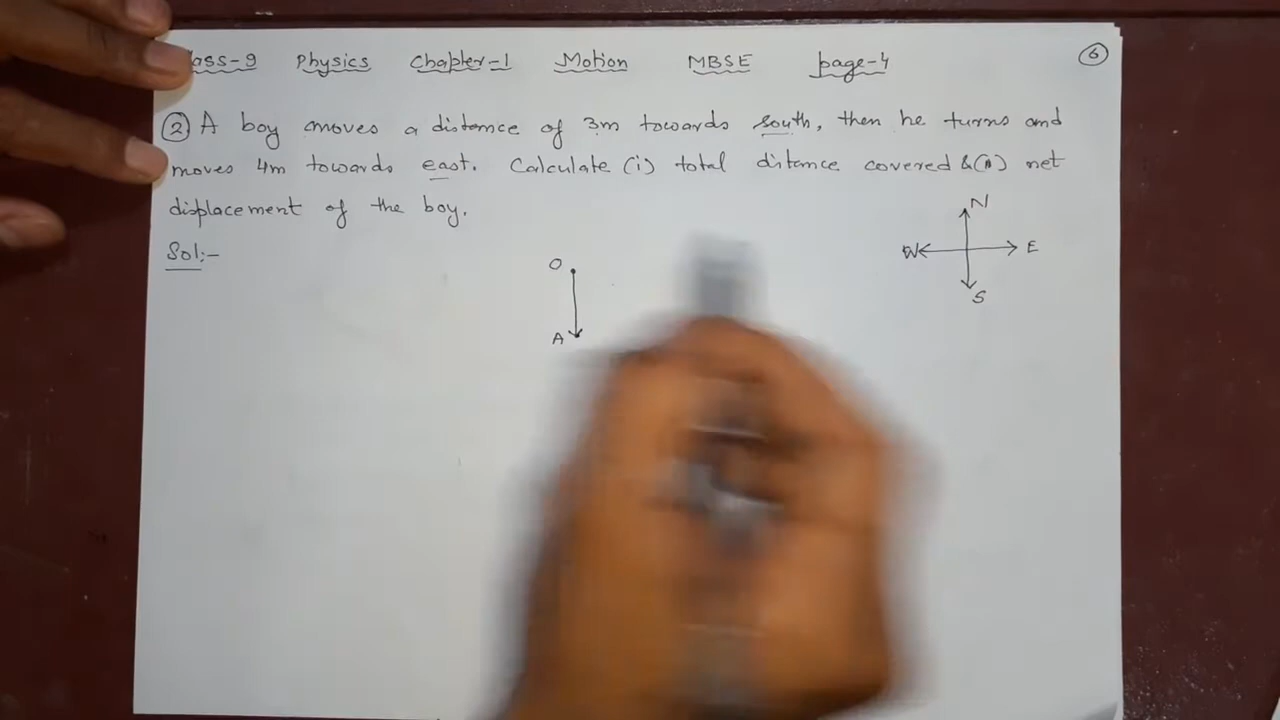 ass-9 Physics Chapter-1 Motion MBSE page-4 6
2 A boy moves a distance of 3m towards south, then he turns and
moves 4m towards east. Calculate (i) total distance covered & (ii) net
displacement of the boy.
Sol:-
N
W E
S
O
A